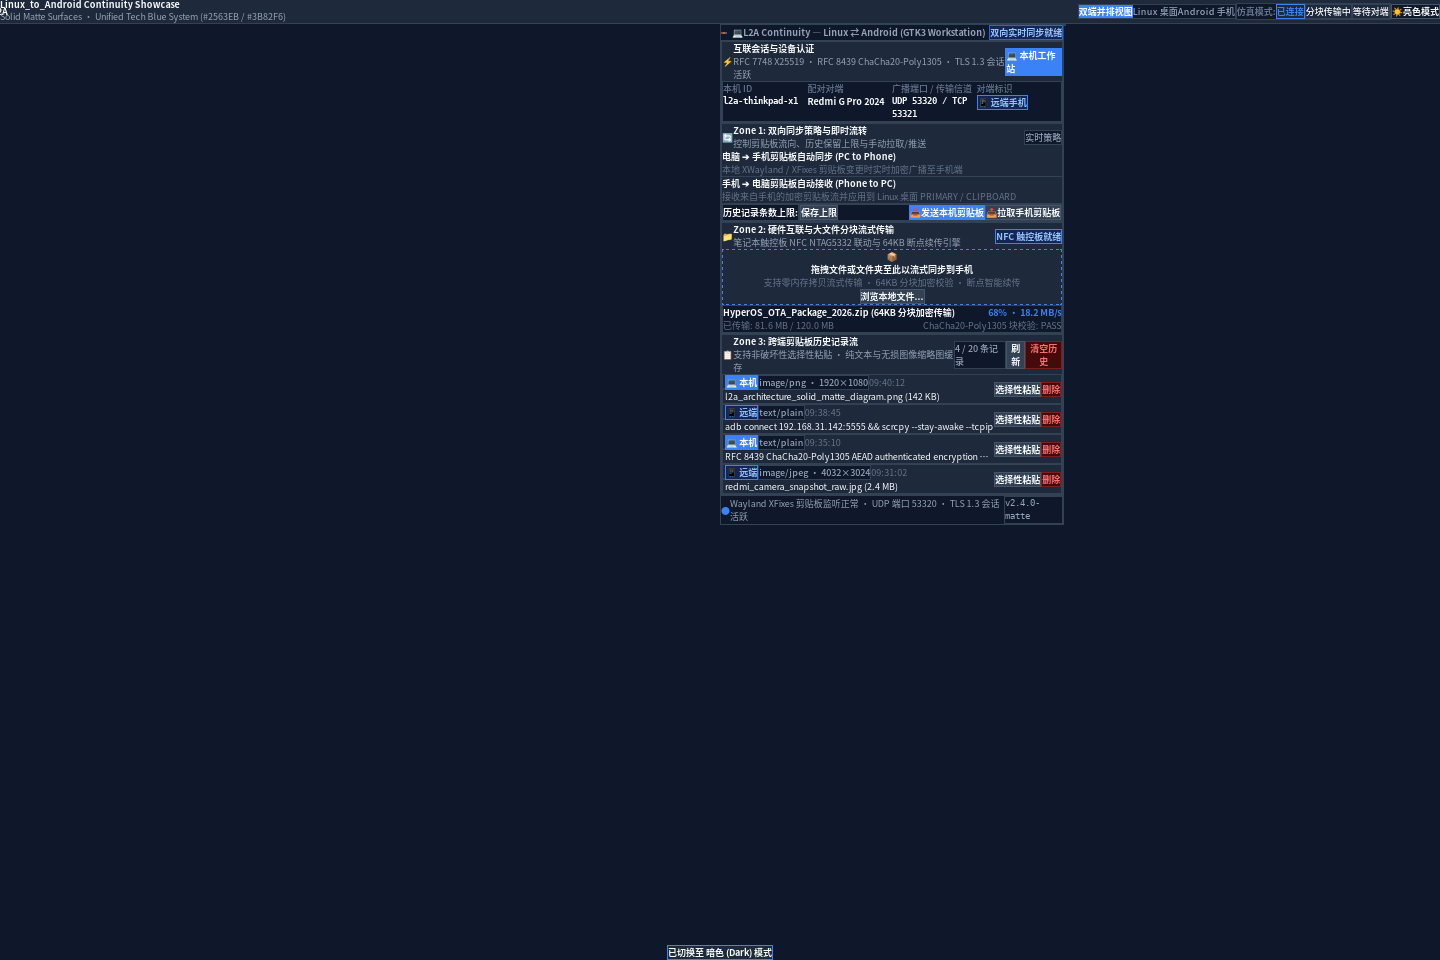 Linux_to_Android Continuity Showcase
Solid Matte Surfaces · Unified Tech Blue System (#2563EB / #3B82F6)
双端并排视图 Linux 桌面 Android 手机 仿真模式: 已连接 分块传输中 等待对端 ☀️亮色模式
💻L2A Continuity — Linux ⇄ Android (GTK3 Workstation) 双向实时同步就绪
互联会话与设备认证
⚡RFC 7748 X25519 · RFC 8439 ChaCha20-Poly1305 · TLS 1.3 会话
活跃
💻 本机工作
站
本机 ID 配对对端 广播端口 / 传输信道 对端标识
l2a-thinkpad-x1 Redmi G Pro 2024 UDP 53320 / TCP 📱 远端手机
53321
Zone 1: 双向同步策略与即时流转
🔄控制剪贴板流向、历史保留上限与手动拉取/推送 实时策略
电脑 ➔ 手机剪贴板自动同步 (PC to Phone)
本地 XWayland / XFixes 剪贴板变更时实时加密广播至手机端
手机 ➔ 电脑剪贴板自动接收 (Phone to PC)
接收来自手机的加密剪贴板流并应用到 Linux 桌面 PRIMARY / CLIPBOARD
历史记录条数上限: 保存上限 📤发送本机剪贴板 📥拉取手机剪贴板
Zone 2: 硬件互联与大文件分块流式传输
📁笔记本触控板 NFC NTAG5332 联动与 64KB 断点续传引擎 NFC 触控板就绪
📦
拖拽文件或文件夹至此以流式同步到手机
支持零内存拷贝流式传输 · 64KB 分块加密校验 · 断点智能续传
浏览本地文件...
HyperOS_OTA_Package_2026.zip (64KB 分块加密传输) 68% · 18.2 MB/s
已传输: 81.6 MB / 120.0 MB ChaCha20-Poly1305 块校验: PASS
Zone 3: 跨端剪贴板历史记录流
📋支持非破坏性选择性粘贴 · 纯文本与无损图像缩略图缓
存
4 / 20 条记
录
刷
新
清空历
史
💻 本机 image/png · 1920×1080 09:40:12
l2a_architecture_solid_matte_diagram.png (142 KB) 选择性粘贴 删除
📱 远端 text/plain 09:38:45
adb connect 192.168.31.142:5555 && scrcpy --stay-awake --tcpip 选择性粘贴 删除
💻 本机 text/plain 09:35:10
RFC 8439 ChaCha20-Poly1305 AEAD authenticated encryption ⋯ 选择性粘贴 删除
📱 远端 image/jpeg · 4032×3024 09:31:02
redmi_camera_snapshot_raw.jpg (2.4 MB) 选择性粘贴 删除
Wayland XFixes 剪贴板监听正常 · UDP 端口 53320 · TLS 1.3 会话
活跃
v2.4.0-
matte
已切换至 暗色 (Dark) 模式